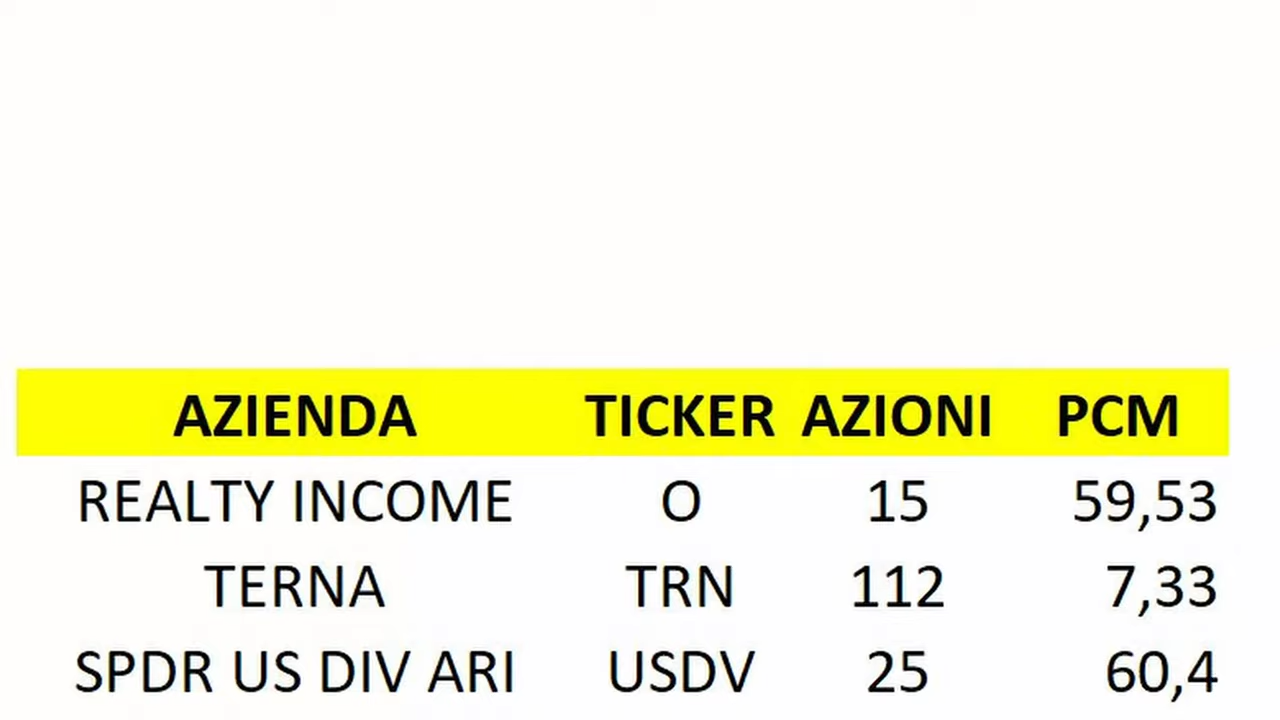 AZIENDA TICKER AZIONI PCM
REALTY INCOME O 15 59,53
TERNA TRN 112 7,33
SPDR US DIV ARI USDV 25 60,4